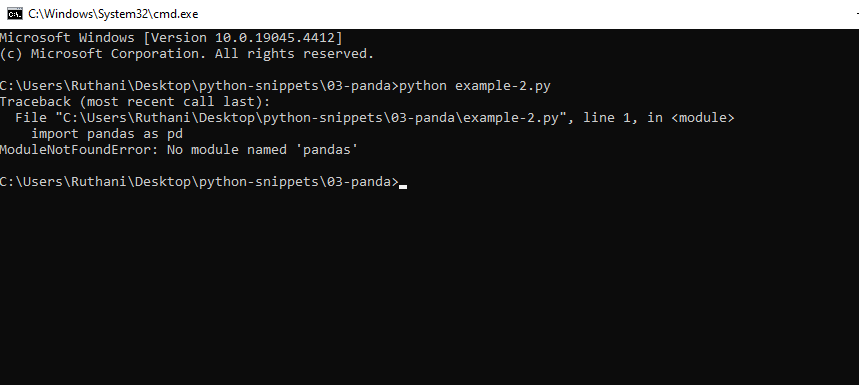 C:\Windows\System32\cmd.exe
Microsoft Windows [Version 10.0.19045.4412]
(c) Microsoft Corporation. All rights reserved.
C:\Users\Ruthani\Desktop\python-snippets\03-panda>python example-2.py
Traceback (most recent call last):
  File "C:\Users\Ruthani\Desktop\python-snippets\03-panda\example-2.py", line 1, in <module>
    import pandas as pd
ModuleNotFoundError: No module named 'pandas'
C:\Users\Ruthani\Desktop\python-snippets\03-panda>